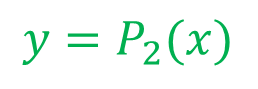 y = P₂(x)